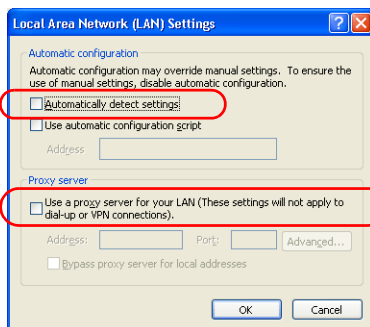 Local Area Network (LAN) Settings
Automatic configuration
Automatic configuration may override manual settings. To ensure the
use of manual settings, disable automatic configuration.
Automatically detect settings
Use automatic configuration script
Address
Proxy server
Use a proxy server for your LAN (These settings will not apply to
dial-up or VPN connections).
Address: Port: Advanced...
Bypass proxy server for local addresses
OK Cancel